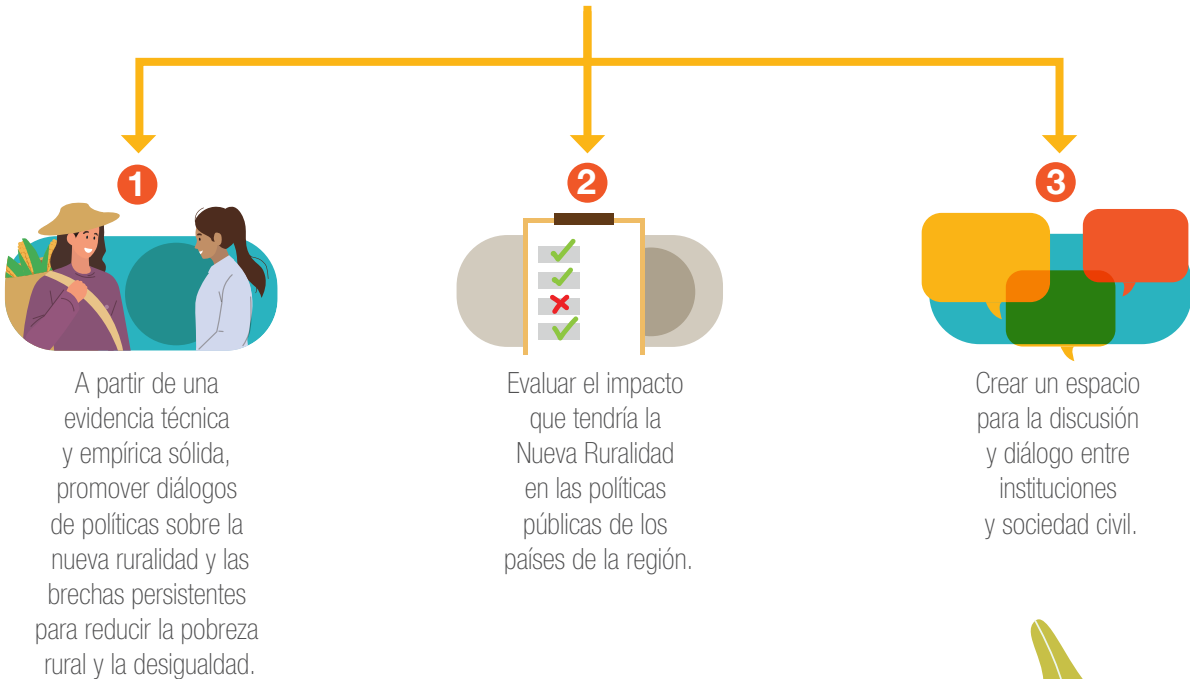 1
A partir de una
evidencia técnica
y empírica sólida,
promover diálogos
de políticas sobre la
nueva ruralidad y las
brechas persistentes
para reducir la pobreza
rural y la desigualdad.
2
Evaluar el impacto
que tendría la
Nueva Ruralidad
en las políticas
públicas de los
países de la región.
3
Crear un espacio
para la discusión
y diálogo entre
instituciones
y sociedad civil.